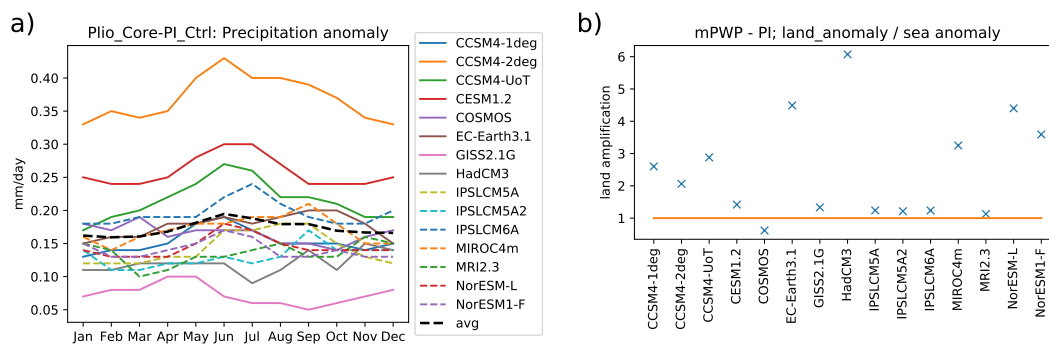 a)
Plio_Core-PI_Ctrl: Precipitation anomaly
mm/day
0.40
0.35
0.30
0.25
0.20
0.15
0.10
0.05
Jan Feb Mar Apr May Jun Jul Aug Sep Oct Nov Dec
CCSM4-1deg
CCSM4-2deg
CCSM4-UoT
CESM1.2
COSMOS
EC-Earth3.1
GISS2.1G
HadCM3
IPSLCM5A
IPSLCM5A2
IPSLCM6A
MIROC4m
MRI2.3
NorESM-L
NorESM1-F
avg
b)
mPWP - PI; land_anomaly / sea anomaly
land amplification
6
5
4
3
2
1
CCSM4-1deg
CCSM4-2deg
CCSM4-UoT
CESM1.2
COSMOS
EC-Earth3.1
GISS2.1G
HadCM3
IPSLCM5A
IPSLCM5A2
IPSLCM6A
MIROC4m
MRI2.3
NorESM-L
NorESM1-F